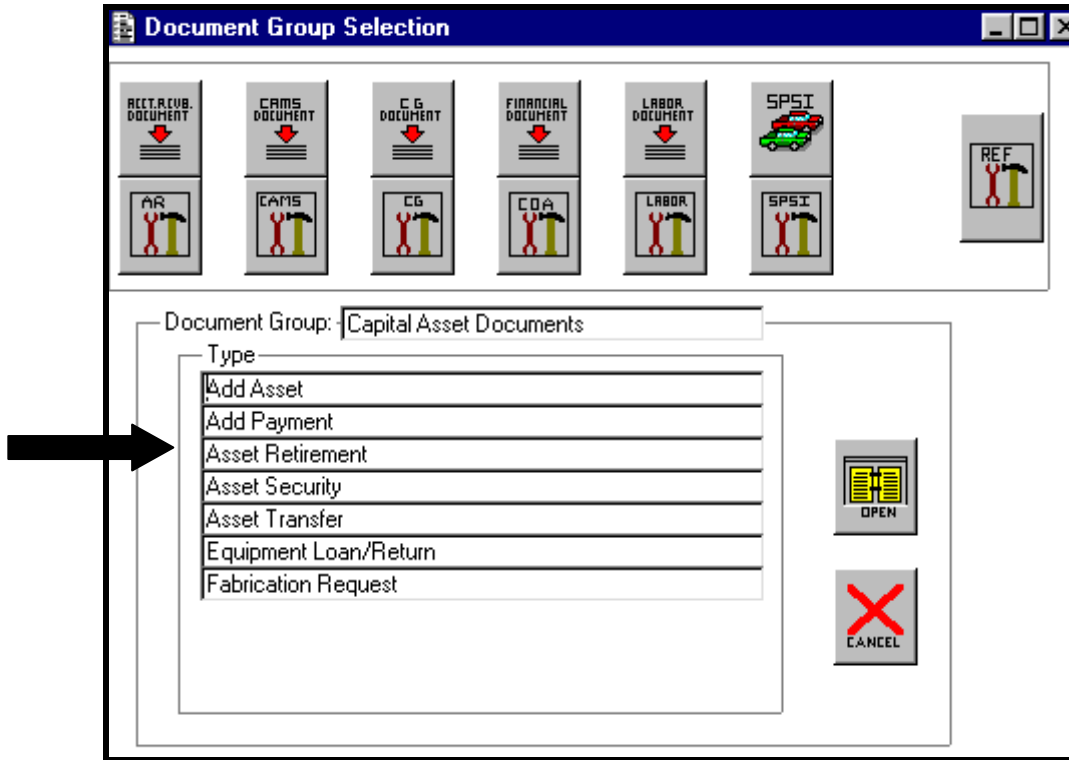 Document Group Selection
ACCT.RCVB. DOCUMENT
CAMS DOCUMENT
CG DOCUMENT
FINANCIAL DOCUMENT
LABOR DOCUMENT
SPSI
REF
AR
CAMS
CG
COA
LABOR
SPSI
Document Group: Capital Asset Documents
Type
Add Asset
Add Payment
Asset Retirement
Asset Security
Asset Transfer
Equipment Loan/Return
Fabrication Request
OPEN
CANCEL